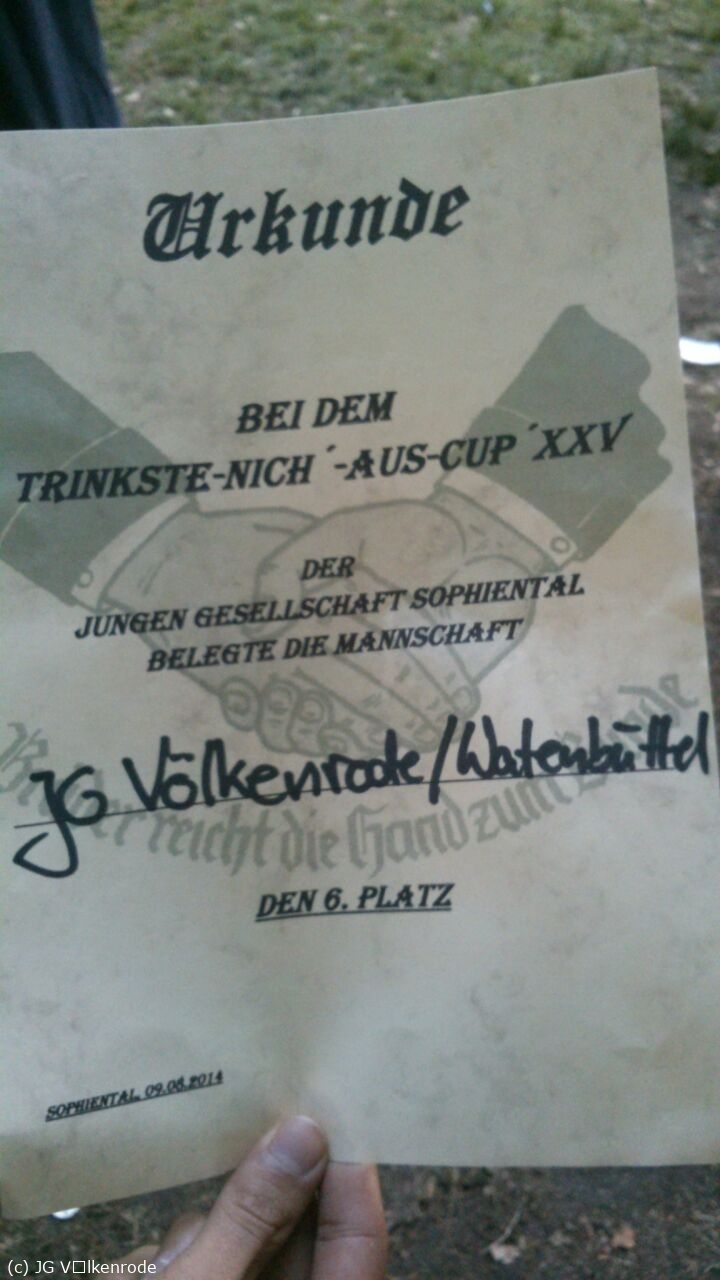 Urkunde
BEI DEM
TRINKSTE-NICH´-AUS-CUP ´XXV
DER
JUNGEN GESELLSCHAFT SOPHIENTAL
BELEGTE DIE MANNSCHAFT
JG Völkenrode/Watenbüttel
reicht die Hand zum
DEN 6. PLATZ
SOPHIENTAL, 09.08.2014
(c) JG V□lkenrode